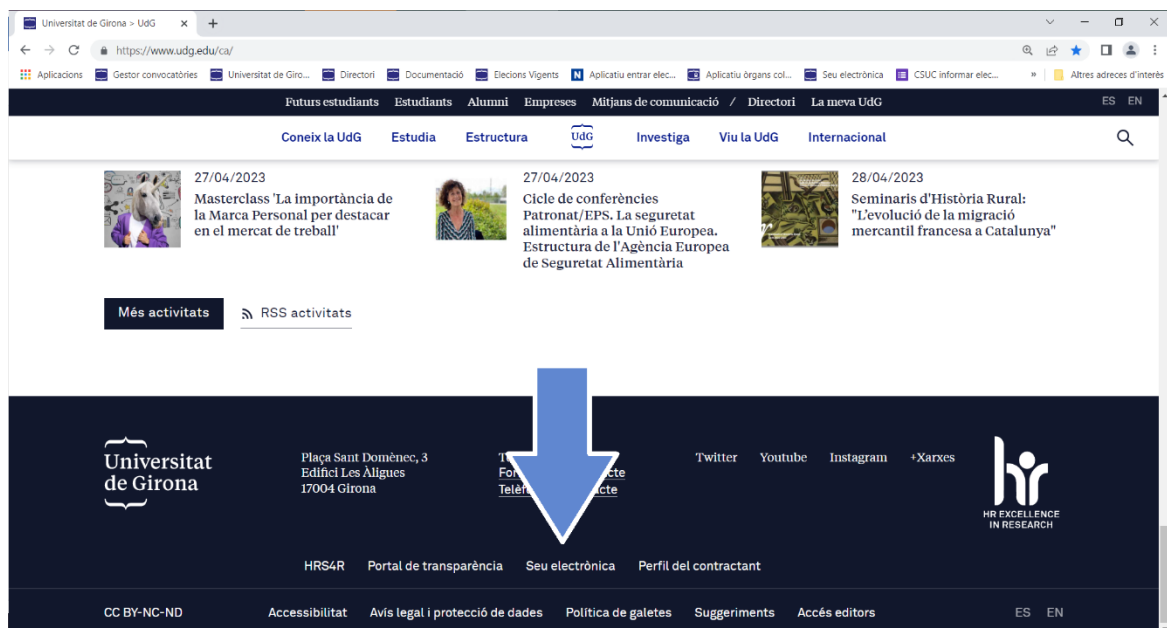 Universitat de Girona > UdG
https://www.udg.edu/ca/
Aplicacions Gestor convocatòries Universitat de Giro... Directori Documentació Elecions Vigents Aplicatiu entrar elec... Aplicatiu òrgans col... Seu electrònica CSUC informar elec... » Altres adreces d'interès
Futurs estudiants Estudiants Alumni Empreses Mitjans de comunicació / Directori La meva UdG ES EN
Coneix la UdG Estudia Estructura UdG Investiga Viu la UdG Internacional
27/04/2023
Masterclass 'La importància de
la Marca Personal per destacar
en el mercat de treball'
27/04/2023
Cicle de conferències
Patronat/EPS. La seguretat
alimentària a la Unió Europea.
Estructura de l'Agència Europea
de Seguretat Alimentària
28/04/2023
Seminaris d'Història Rural:
"L'evolució de la migració
mercantil francesa a Catalunya"
Més activitats RSS activitats
Universitat
de Girona
Plaça Sant Domènec, 3
Edifici Les Àligues
17004 Girona
Twitter Youtube Instagram +Xarxes
HR EXCELLENCE
IN RESEARCH
HRS4R Portal de transparència Seu electrònica Perfil del contractant
CC BY-NC-ND Accessibilitat Avís legal i protecció de dades Política de galetes Suggeriments Accés editors ES EN